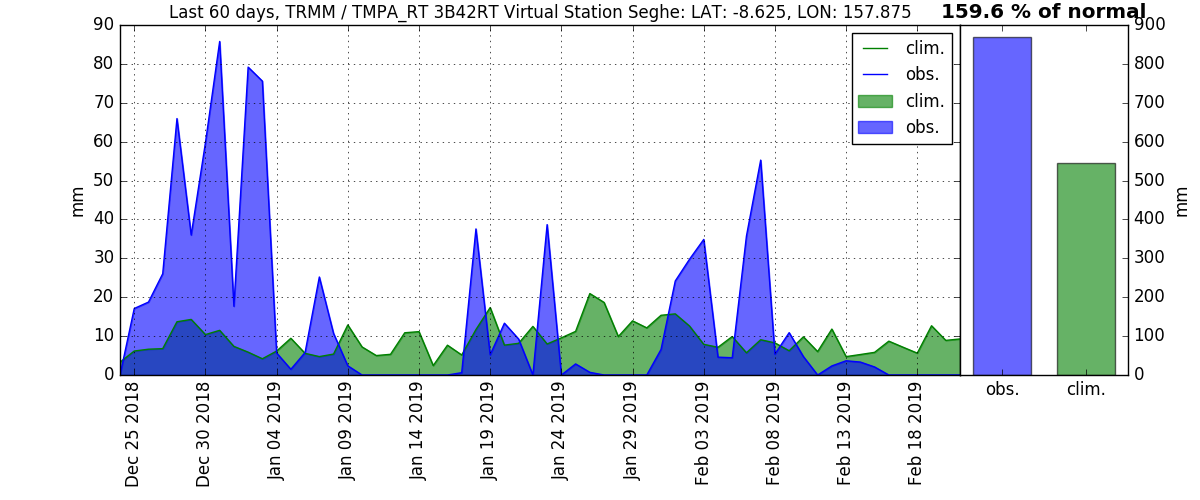 Last 60 days, TRMM / TMPA_RT 3B42RT Virtual Station Seghe: LAT: -8.625, LON: 157.875
159.6 % of normal
90
80
70
60
50
40
30
20
10
0
mm
clim.
obs.
clim.
obs.
Dec 25 2018
Dec 30 2018
Jan 04 2019
Jan 09 2019
Jan 14 2019
Jan 19 2019
Jan 24 2019
Jan 29 2019
Feb 03 2019
Feb 08 2019
Feb 13 2019
Feb 18 2019
900
800
700
600
500
400
300
200
100
0
mm
obs.
clim.